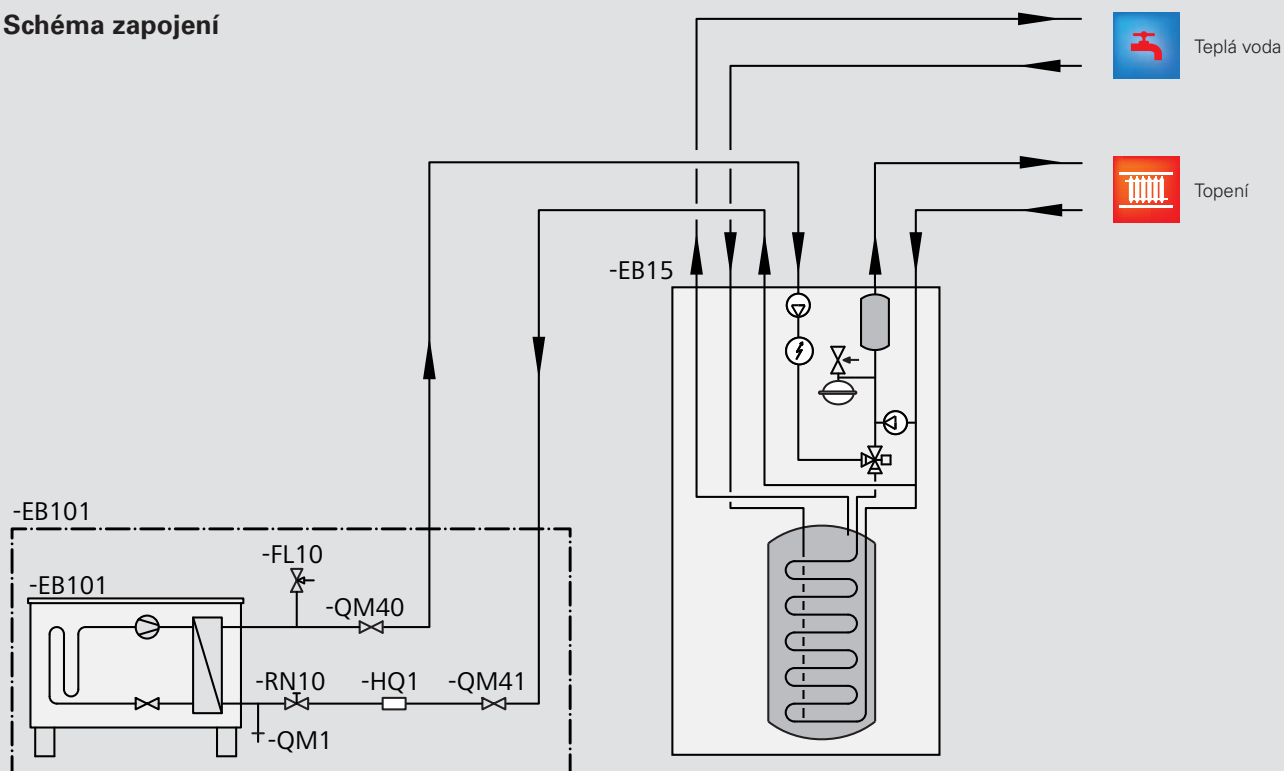 Schéma zapojení
Teplá voda
Topení
-EB15
-EB101
-FL10
-EB101
-QM40
-RN10
-HQ1
-QM41
-QM1